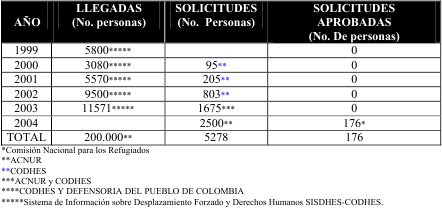 AÑO LLEGADAS (No. personas) SOLICITUDES (No. Personas) SOLICITUDES APROBADAS (No. De personas)
1999 5800***** 0
2000 3080***** 95** 0
2001 5570***** 205** 0
2002 9500***** 803** 0
2003 11571***** 1675*** 0
2004 2500** 176*
TOTAL 200.000** 5278 176
*Comisión Nacional para los Refugiados
**ACNUR
**CODHES
***ACNUR y CODHES
****CODHES Y DEFENSORIA DEL PUEBLO DE COLOMBIA
*****Sistema de Información sobre Desplazamiento Forzado y Derechos Humanos SISDHES-CODHES.